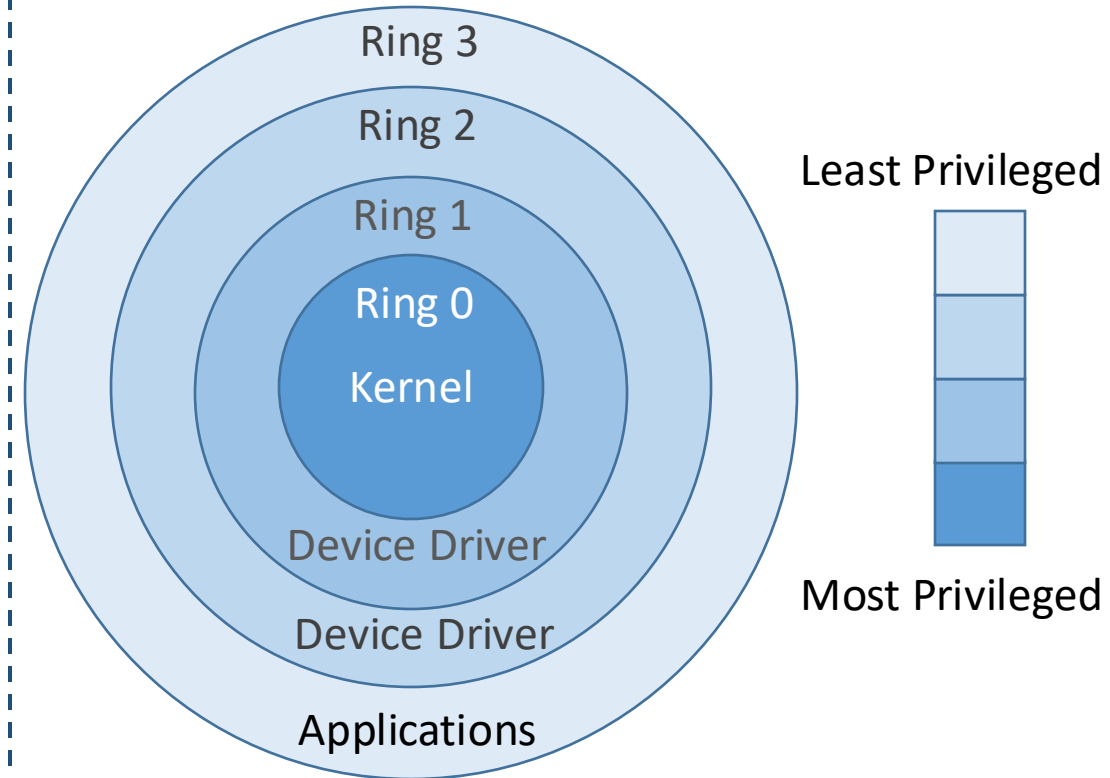 Ring 3
Ring 2
Ring 1
Ring 0
Kernel
Device Driver
Device Driver
Applications
Least Privileged
Most Privileged